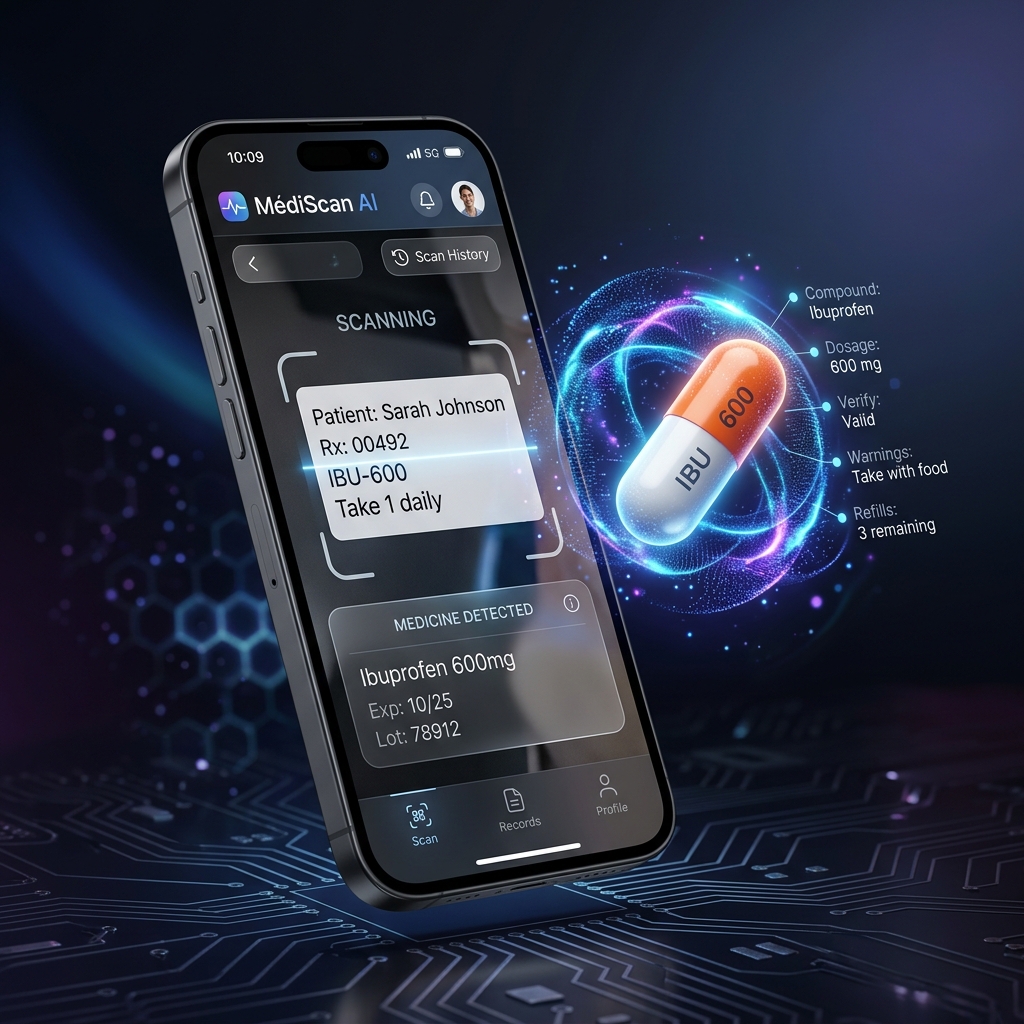 10:09
5G
MédiScan AI
Scan History
SCANNING
Patient: Sarah Johnson
Rx: 00492
IBU-600
Take 1 daily
MEDICINE DETECTED
Ibuprofen 600mg
Exp: 10/25
Lot: 78912
Scan
Records
Profile
IBU 600
Compound:
Ibuprofen
Dosage:
600 mg
Verify:
Valid
Warnings:
Take with food
Refills:
3 remaining